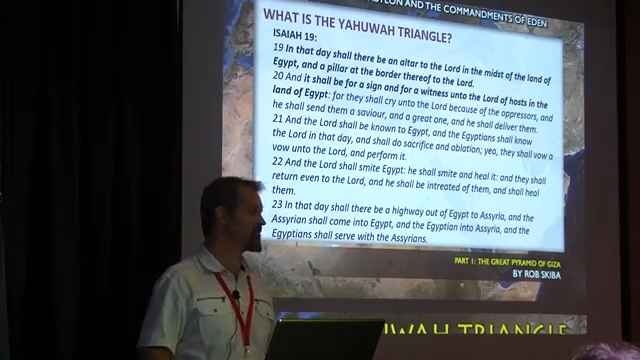 BABYLON AND THE COMMANDMENTS OF EDEN
WHAT IS THE YAHUWAH TRIANGLE?
ISAIAH 19:
19 In that day shall there be an altar to the Lord in the midst of the land of
Egypt, and a pillar at the border thereof to the Lord.
20 And it shall be for a sign and for a witness unto the Lord of hosts in the
land of Egypt: for they shall cry unto the Lord because of the oppressors, and
he shall send them a saviour, and a great one, and he shall deliver them.
21 And the Lord shall be known to Egypt, and the Egyptians shall know
the Lord in that day, and shall do sacrifice and oblation; yea, they shall vow a
vow unto the Lord, and perform it.
22 And the Lord shall smite Egypt: he shall smite and heal it: and they shall
return even to the Lord, and he shall be intreated of them, and shall heal
them.
23 In that day shall there be a highway out of Egypt to Assyria, and the
Assyrian shall come into Egypt, and the Egyptian into Assyria, and the
Egyptians shall serve with the Assyrians.
PART 1: THE GREAT PYRAMID OF GIZA
BY ROB SKIBA
TRIANGLE